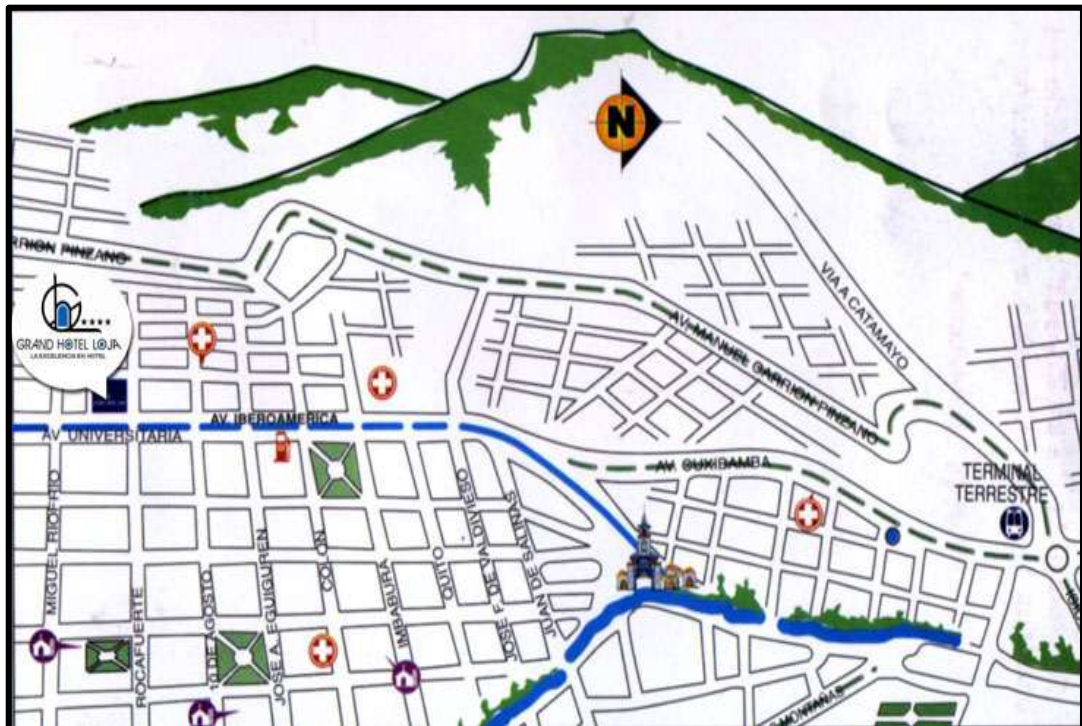 N
RRION PINZANO
GRAND HOTEL LOJA
LA EXCELENCIA EN HOTEL
VIA A CATAMAYO
AV. MANUEL CARRION PINZANO
AV. IBEROAMERICA
AV. UNIVERSITARIA
AV. CUXIBAMBA
TERMINAL
TERRESTRE
MIGUEL RIOFRIO
ROCAFUERTE
10 DE AGOSTO
JOSE A. EGUIGUREN
COLON
IMBABURA
QUITO
JOSE F. DE VALDIVIESO
JUAN DE SALINAS
MONTAÑAS